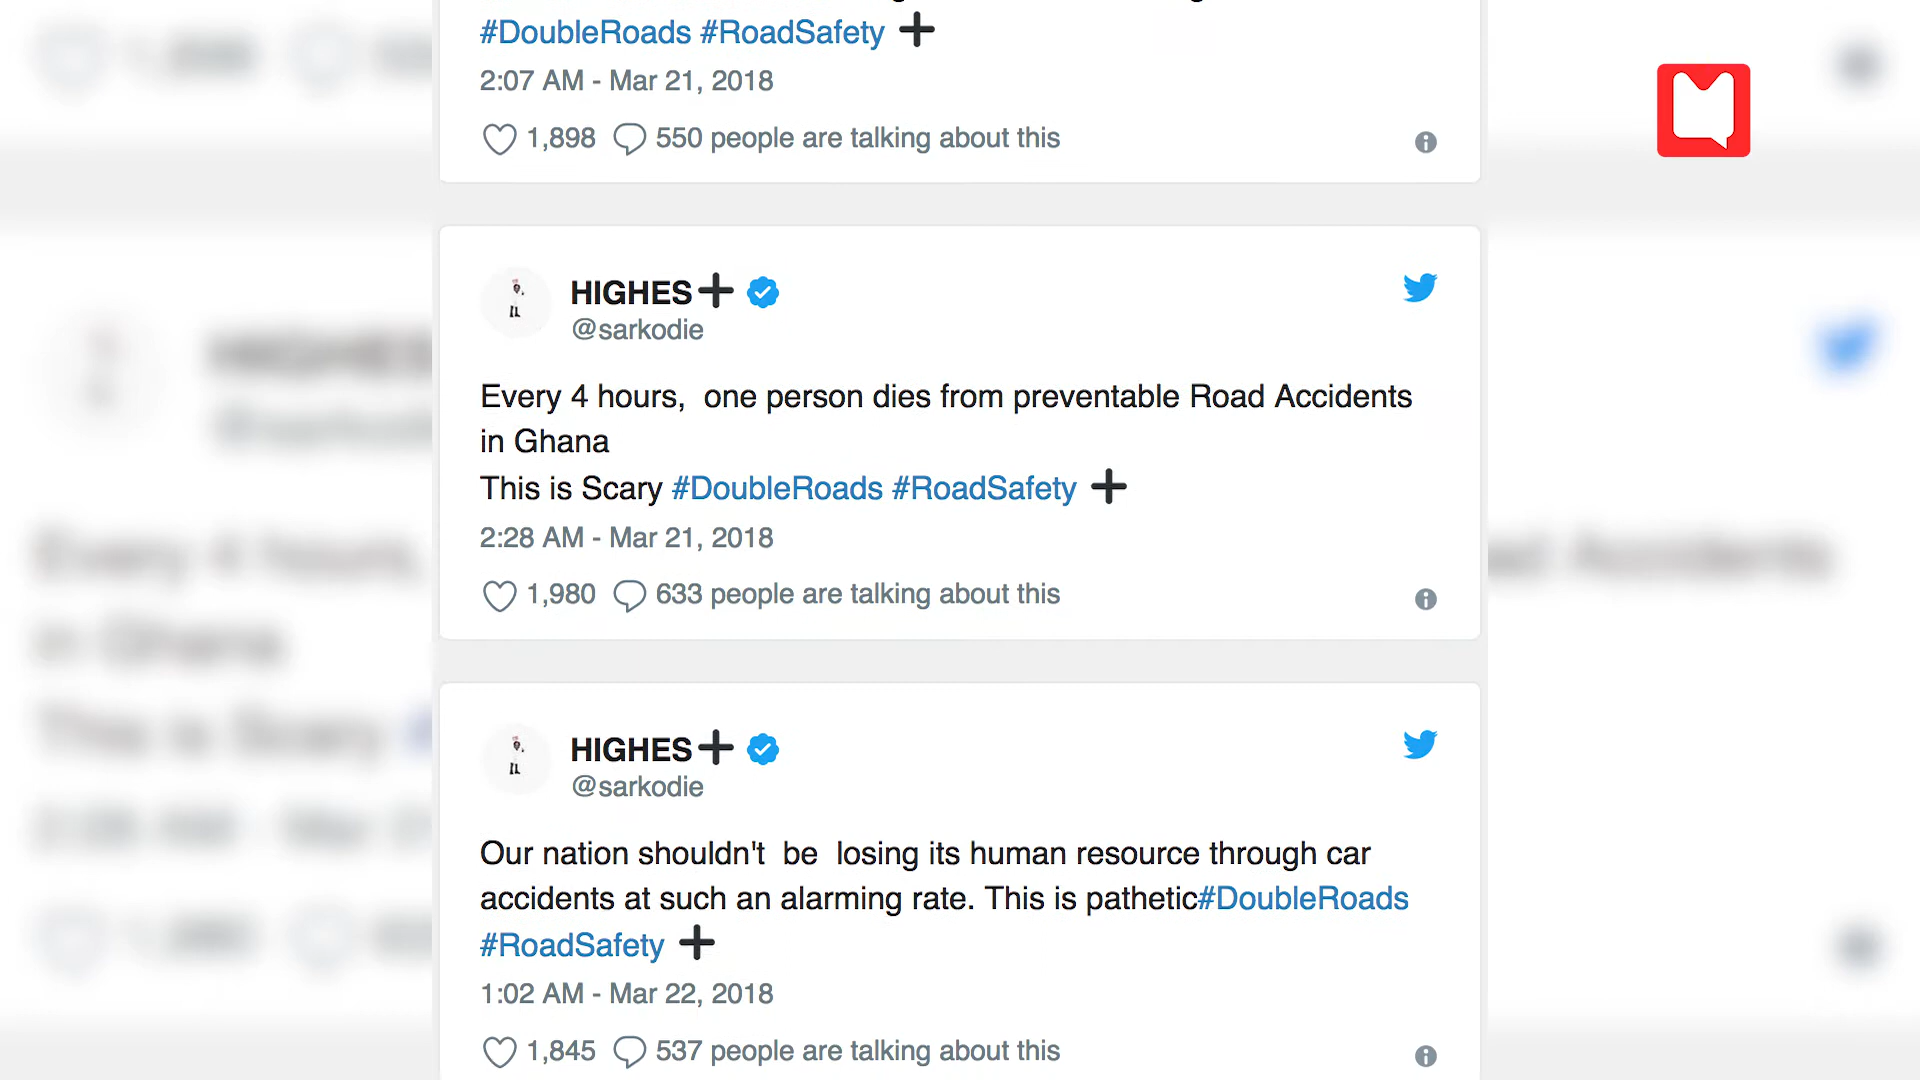 #DoubleRoads #RoadSafety ➕
2:07 AM - Mar 21, 2018
1,898 550 people are talking about this
HIGHES➕
@sarkodie
Every 4 hours,  one person dies from preventable Road Accidents
in Ghana
This is Scary #DoubleRoads #RoadSafety ➕
2:28 AM - Mar 21, 2018
1,980 633 people are talking about this
HIGHES➕
@sarkodie
Our nation shouldn't  be  losing its human resource through car
accidents at such an alarming rate. This is pathetic#DoubleRoads
#RoadSafety ➕
1:02 AM - Mar 22, 2018
1,845 537 people are talking about this